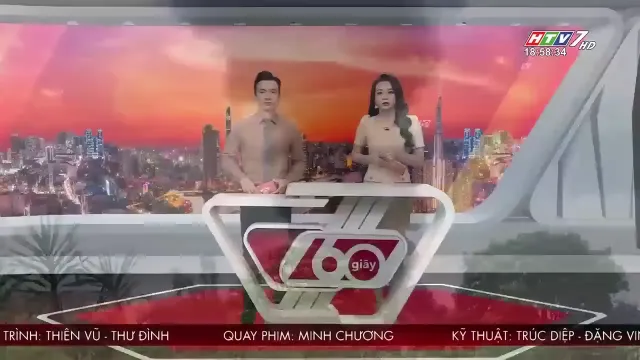 HTV7 HD
18:58:34
60 giây
TRÌNH: THIÊN VŨ - THƯ ĐÌNH QUAY PHIM: MINH CHƯƠNG KỸ THUẬT: TRÚC DIỆP - ĐẶNG VIN